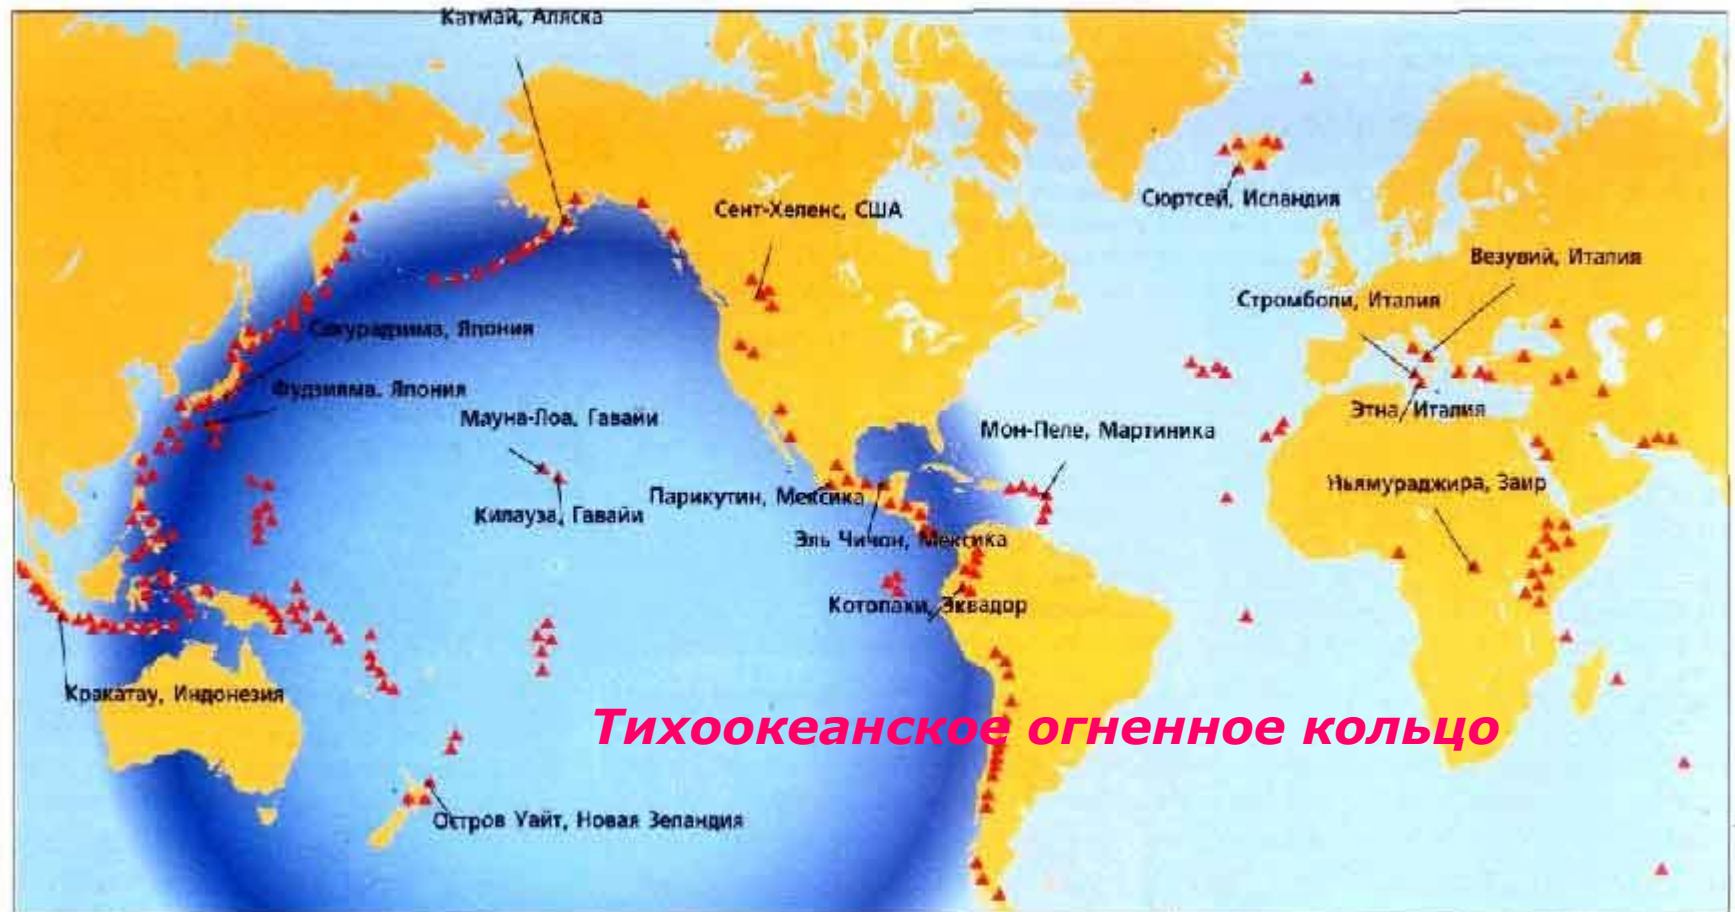 Катмай, Аляска
Сент-Хеленс, США
Сюртсей, Исландия
Везувий, Италия
Стромболи, Италия
Сакурадзима, Япония
Фудзияма. Япония
Этна, Италия
Мауна-Лоа, Гавайи
Мон-Пеле, Мартиника
Ньямураджира, Заир
Парикутин, Мексика
Килауэа, Гавайи
Эль Чичон, Мексика
Котопахи, Эквадор
Кракатау, Индонезия
Тихоокеанское огненное кольцо
Остров Уайт, Новая Зеландия